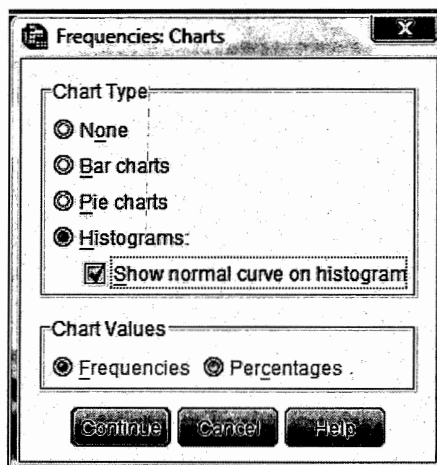 Frequencies: Charts
Chart Type
None
Bar charts
Pie charts
Histograms:
Show normal curve on histogram
Chart Values
Frequencies Percentages
Continue Cancel Help